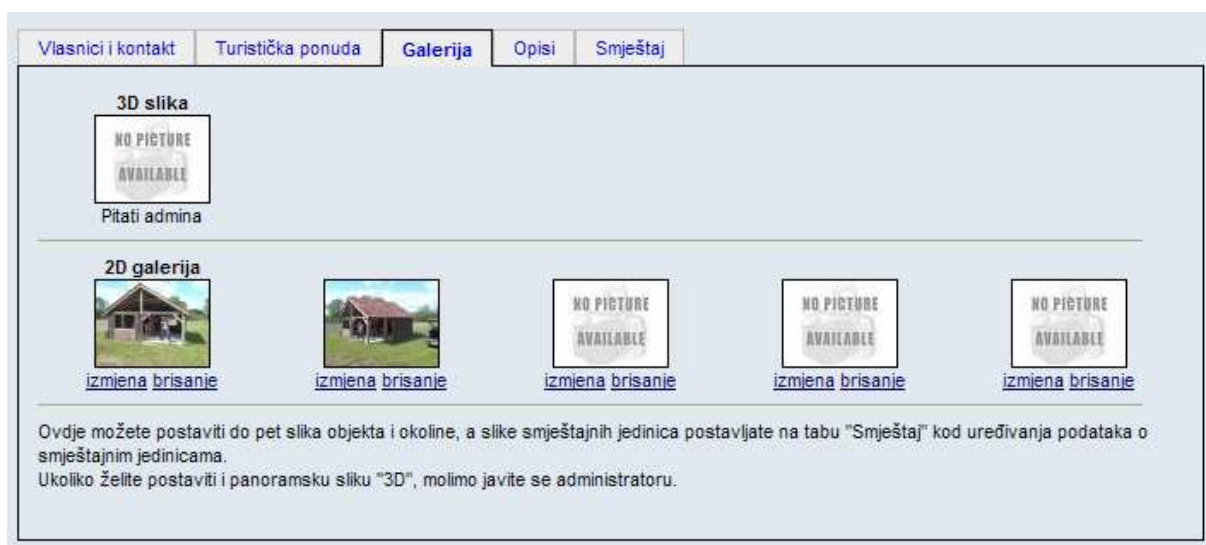 Vlasnici i kontakt Turistička ponuda Galerija Opisi Smještaj
3D slika
NO PICTURE
AVAILABLE
Pitati admina
2D galerija
NO PICTURE NO PICTURE NO PICTURE
AVAILABLE AVAILABLE AVAILABLE
izmjena brisanje izmjena brisanje izmjena brisanje izmjena brisanje izmjena brisanje
Ovdje možete postaviti do pet slika objekta i okoline, a slike smještajnih jedinica postavljate na tabu "Smještaj" kod uređivanja podataka o
smještajnim jedinicama.
Ukoliko želite postaviti i panoramsku sliku "3D", molimo javite se administratoru.